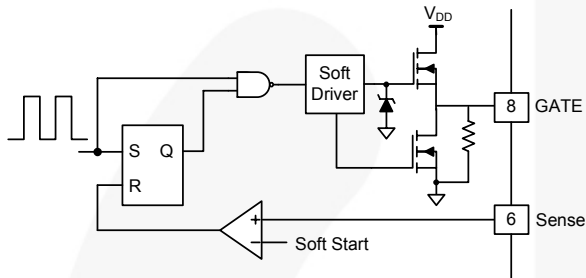 VDD
Soft
Driver
8 GATE
S Q
R
+
6 Sense
− Soft Start